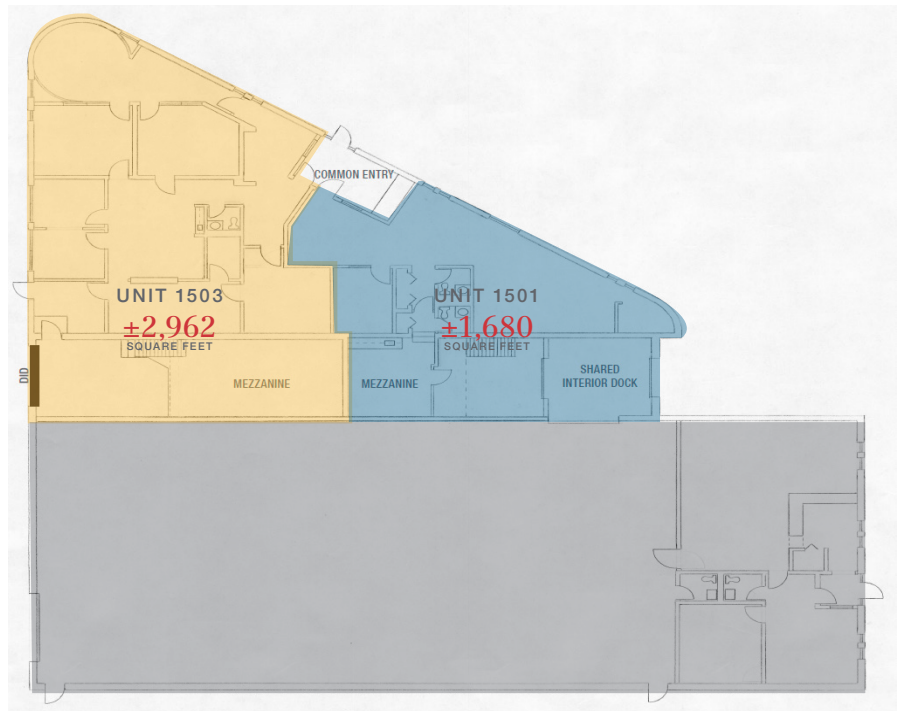 COMMON ENTRY
UNIT 1503
±2,962
SQUARE FEET
UNIT 1501
±1,680
SQUARE FEET
DID
MEZZANINE
MEZZANINE
SHARED
INTERIOR DOCK